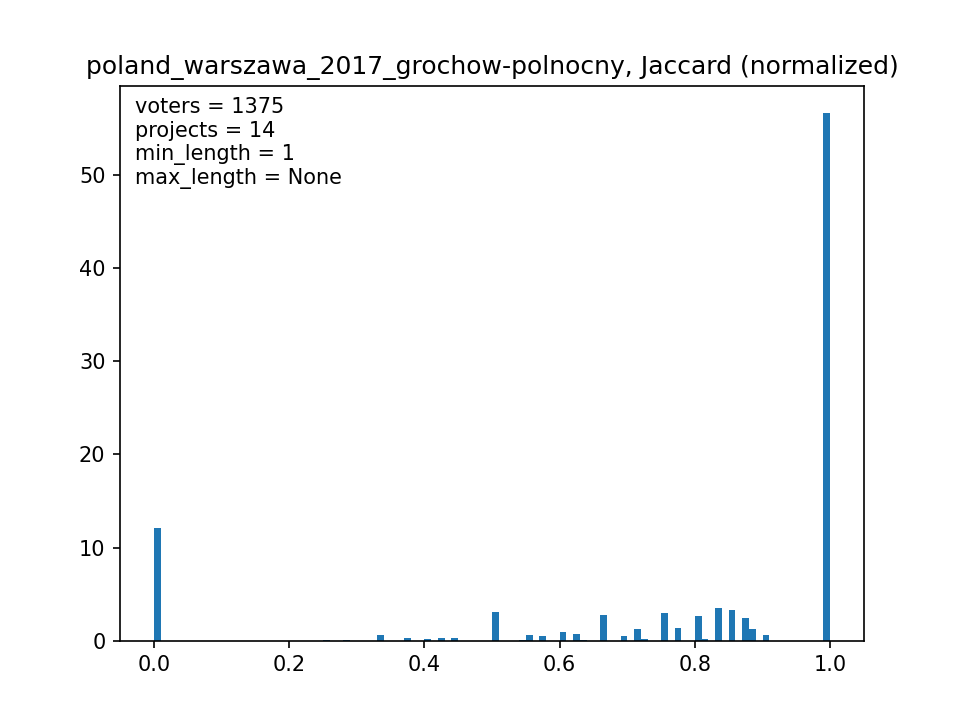 poland_warszawa_2017_grochow-polnocny, Jaccard (normalized)
voters = 1375
projects = 14
min_length = 1
max_length = None
50
40
30
20
10
0
0.0 0.2 0.4 0.6 0.8 1.0